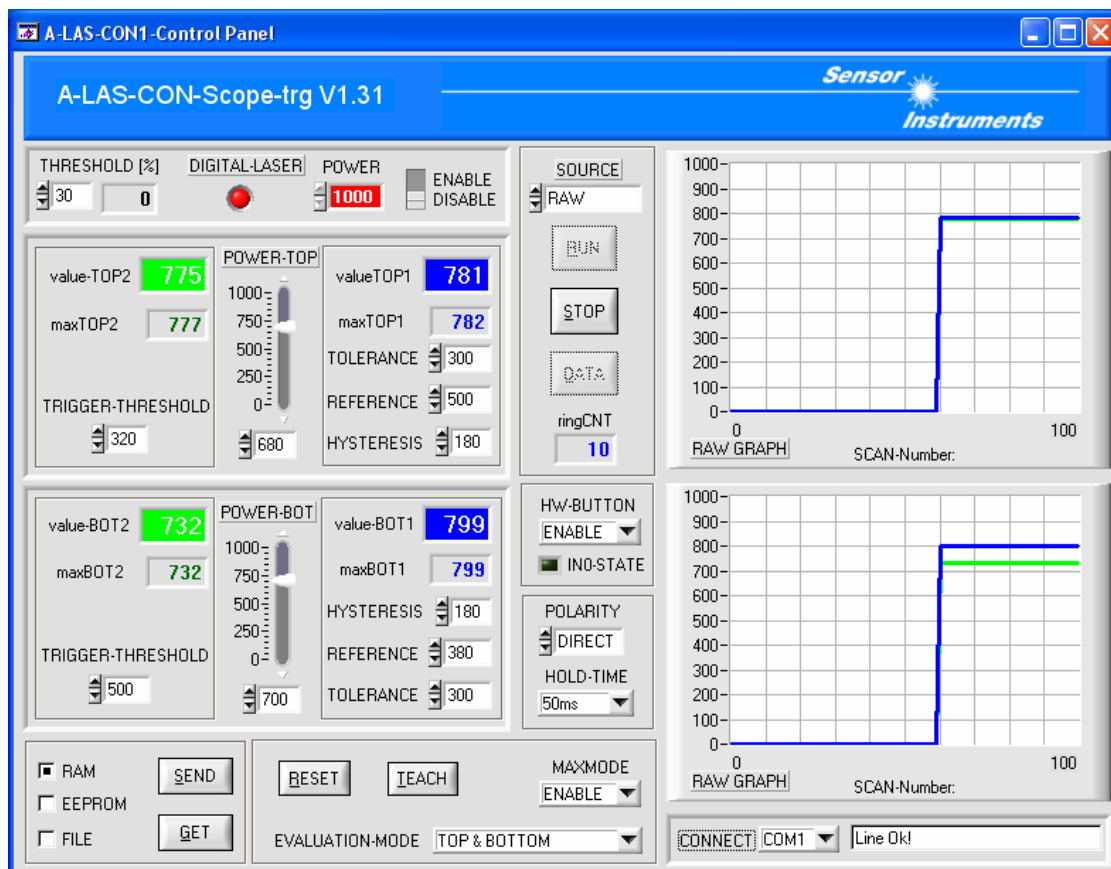 A-LAS-CON1-Control Panel
A-LAS-CON-Scope-trg V1.31
Sensor
Instruments
THRESHOLD [%]
DIGITAL-LASER
POWER
30
0
1000
ENABLE
DISABLE
SOURCE
RAW
RUN
STOP
DATA
ringCNT
10
value-TOP2
775
maxTOP2
777
TRIGGER-THRESHOLD
320
POWER-TOP
1000
750
500
250
0
680
valueTOP1
781
maxTOP1
782
TOLERANCE
300
REFERENCE
500
HYSTERESIS
180
1000
900
800
700
600
500
400
300
200
100
0
0
100
RAW GRAPH
SCAN-Number:
value-BOT2
732
maxBOT2
732
TRIGGER-THRESHOLD
500
POWER-BOT
1000
750
500
250
0
700
value-BOT1
799
maxBOT1
799
HYSTERESIS
180
REFERENCE
380
TOLERANCE
300
HW-BUTTON
ENABLE
IN0-STATE
POLARITY
DIRECT
HOLD-TIME
50ms
1000
900
800
700
600
500
400
300
200
100
0
0
100
RAW GRAPH
SCAN-Number:
RAM
EEPROM
FILE
SEND
GET
RESET
TEACH
MAXMODE
ENABLE
EVALUATION-MODE
TOP & BOTTOM
CONNECT
COM1
Line Ok!